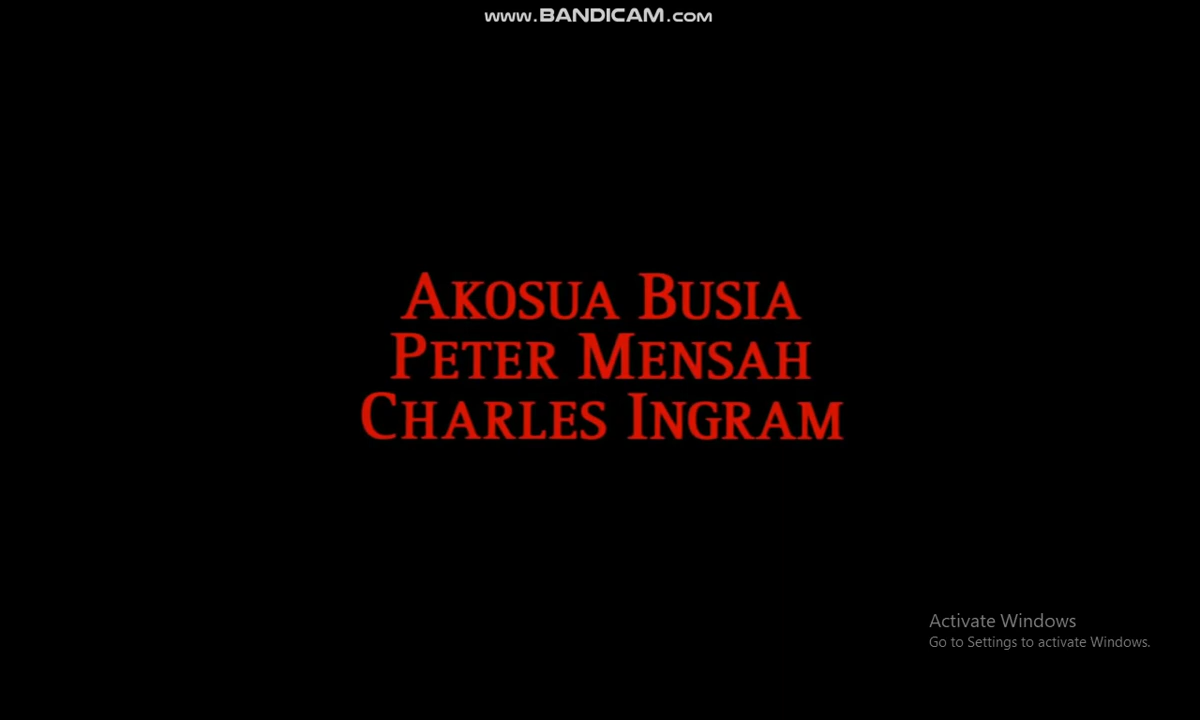 www.BANDICAM.com
AKOSUA BUSIA
PETER MENSAH
CHARLES INGRAM
Activate Windows
Go to Settings to activate Windows.